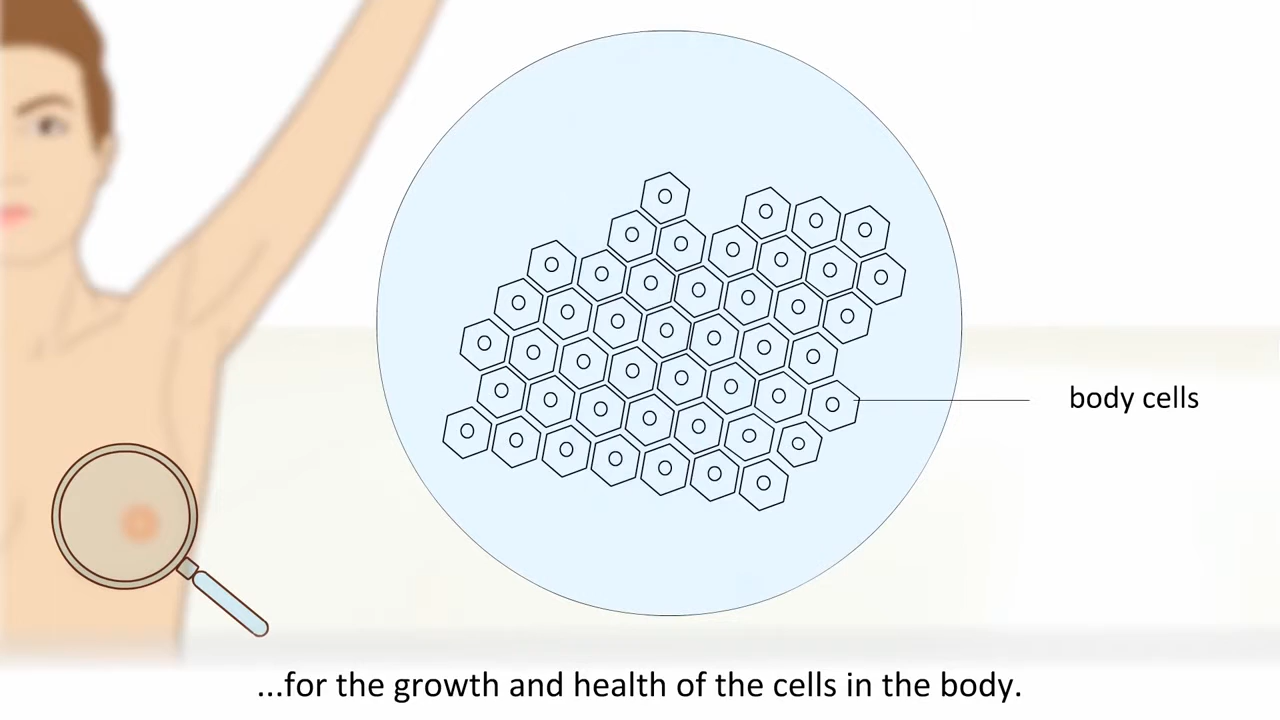 body cells
...for the growth and health of the cells in the body.